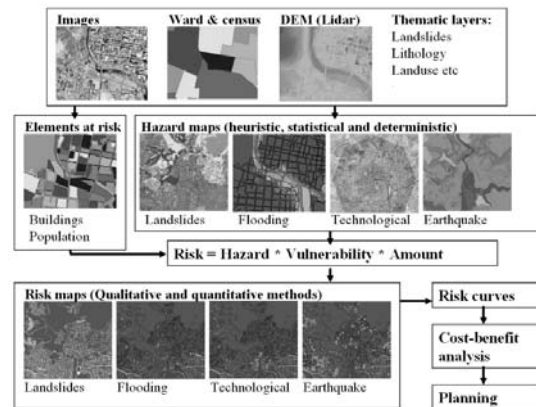 Images
Ward & census
DEM (Lidar)
Thematic layers:
Landslides
Lithology
Landuse etc
Elements at risk
Buildings
Population
Hazard maps (heuristic, statistical and deterministic)
Landslides
Flooding
Technological
Earthquake
Risk = Hazard * Vulnerability * Amount
Risk maps (Qualitative and quantitative methods)
Landslides
Flooding
Technological
Earthquake
Risk curves
Cost-benefit
analysis
Planning